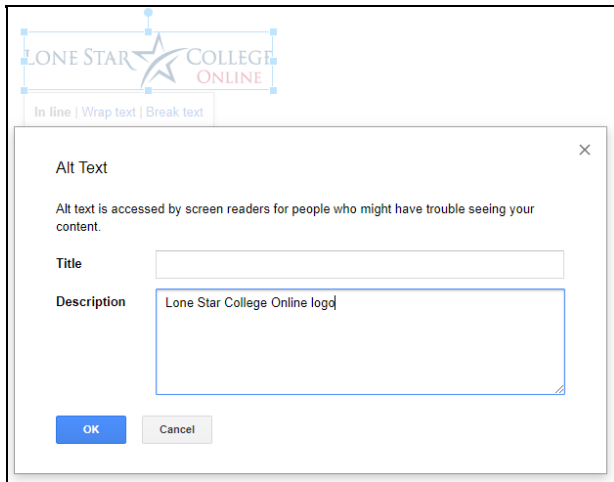 LONE STAR COLLEGE
ONLINE
In line | Wrap text | Break text
Alt Text
Alt text is accessed by screen readers for people who might have trouble seeing your
content.
Title
Description
Lone Star College Online logo
OK
Cancel